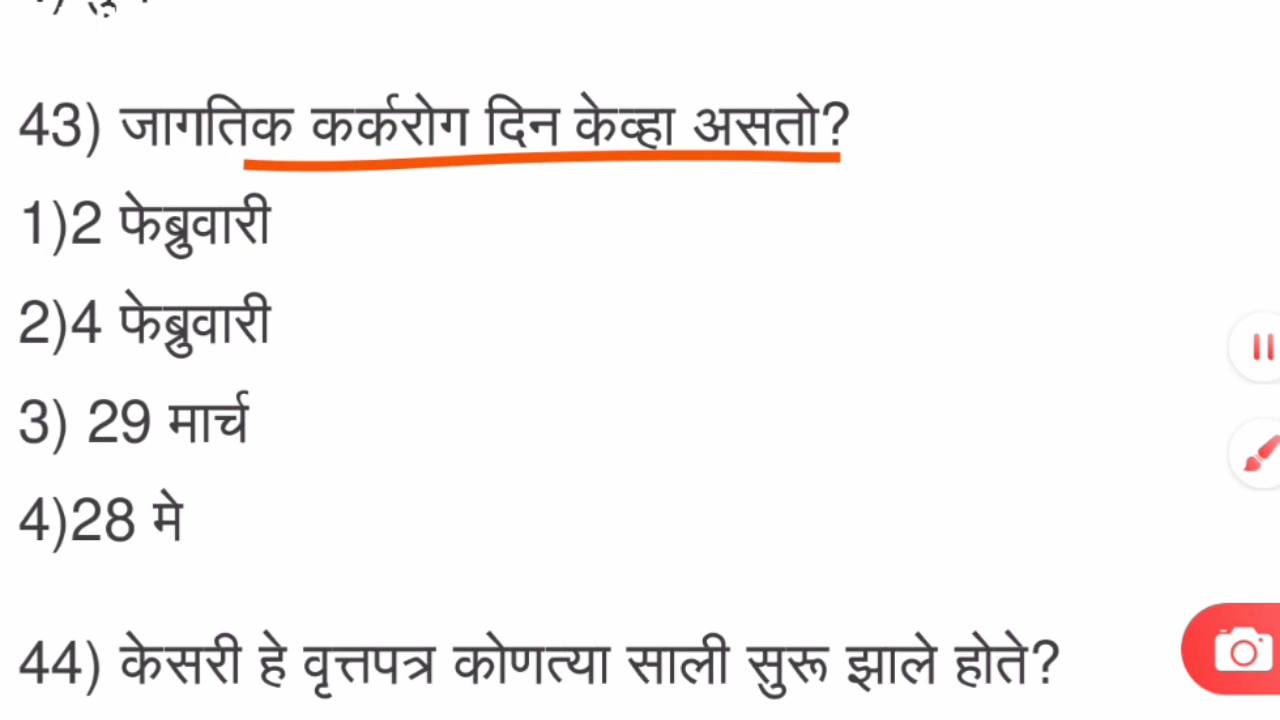 43) जागतिक कर्करोग दिन केव्हा असतो?
1)2 फेब्रुवारी
2)4 फेब्रुवारी
3) 29 मार्च
4)28 मे
44) केसरी हे वृत्तपत्र कोणत्या साली सुरू झाले होते?